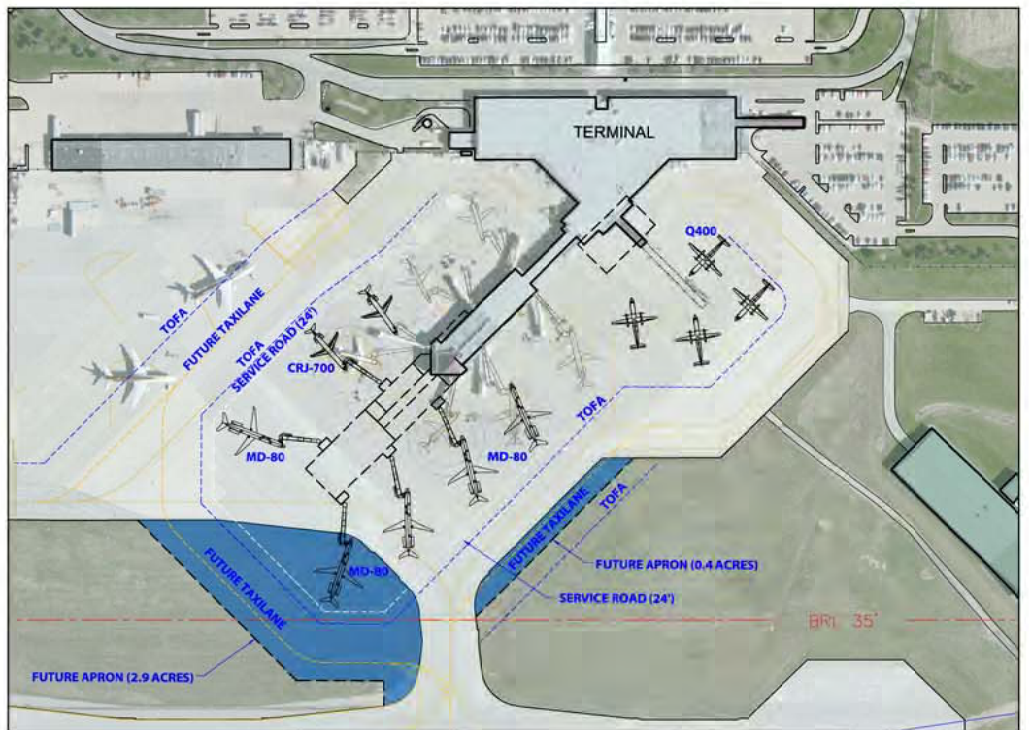 TERMINAL
Q400
TOFA
FUTURE TAXILANE
TOFA
SERVICE ROAD (24')
CRJ-700
TOFA
MD-80
MD-80
FUTURE TAXILANE
TOFA
FUTURE TAXILANE
FUTURE APRON (0.4 ACRES)
MD-80
SERVICE ROAD (24')
BRL 35'
FUTURE APRON (2.9 ACRES)